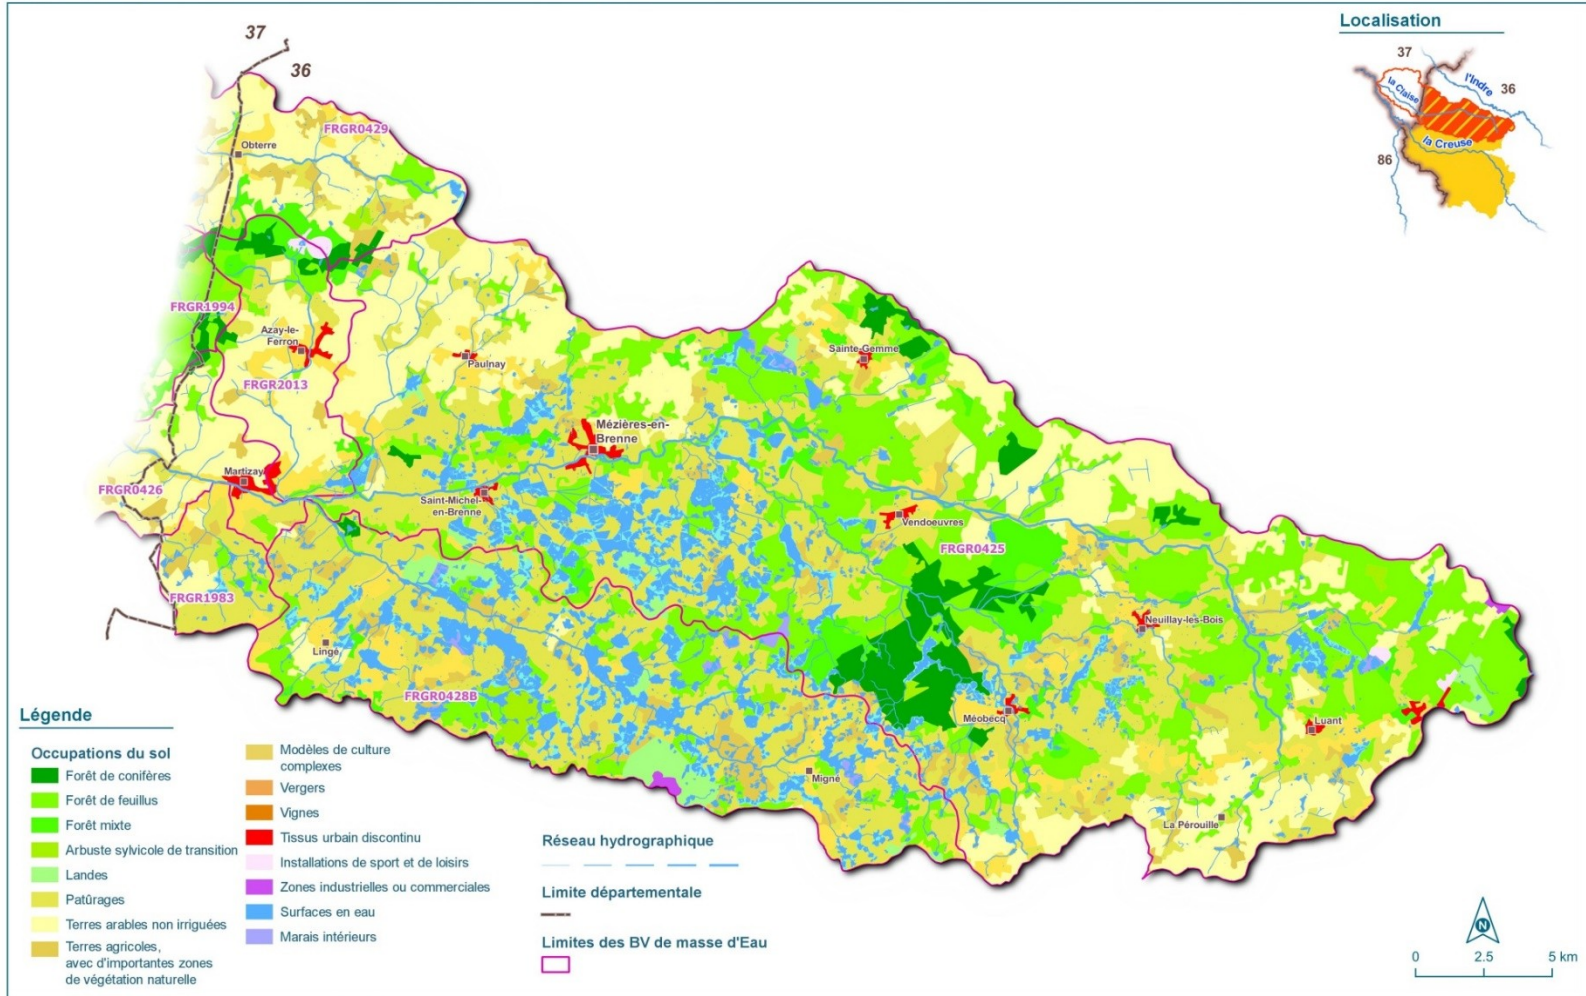 37
36
FRGR0429
Obterre
FRGR1994
Azay-le-
Ferron
FRGR2013
Paulnay
Sainte-Gemme
Mézières-en-
Brenne
Martizay
FRGR0426
Saint-Michel-
en-Brenne
Vendoeuvres
FRGR0425
FRGR1983
Lingé
Neuillay-les-Bois
FRGR0428B
Méobecq
Luant
Migné
La Pérouille
Localisation
37
l'Indre
36
la Claise
la Creuse
86
Légende
Occupations du sol
Forêt de conifères
Forêt de feuillus
Forêt mixte
Arbuste sylvicole de transition
Landes
Patûrages
Terres arables non irriguées
Terres agricoles,
avec d'importantes zones
de végétation naturelle
Modèles de culture
complexes
Vergers
Vignes
Tissus urbain discontinu
Installations de sport et de loisirs
Zones industrielles ou commerciales
Surfaces en eau
Marais intérieurs
Réseau hydrographique
Limite départementale
Limites des BV de masse d'Eau
N
0 2.5 5 km